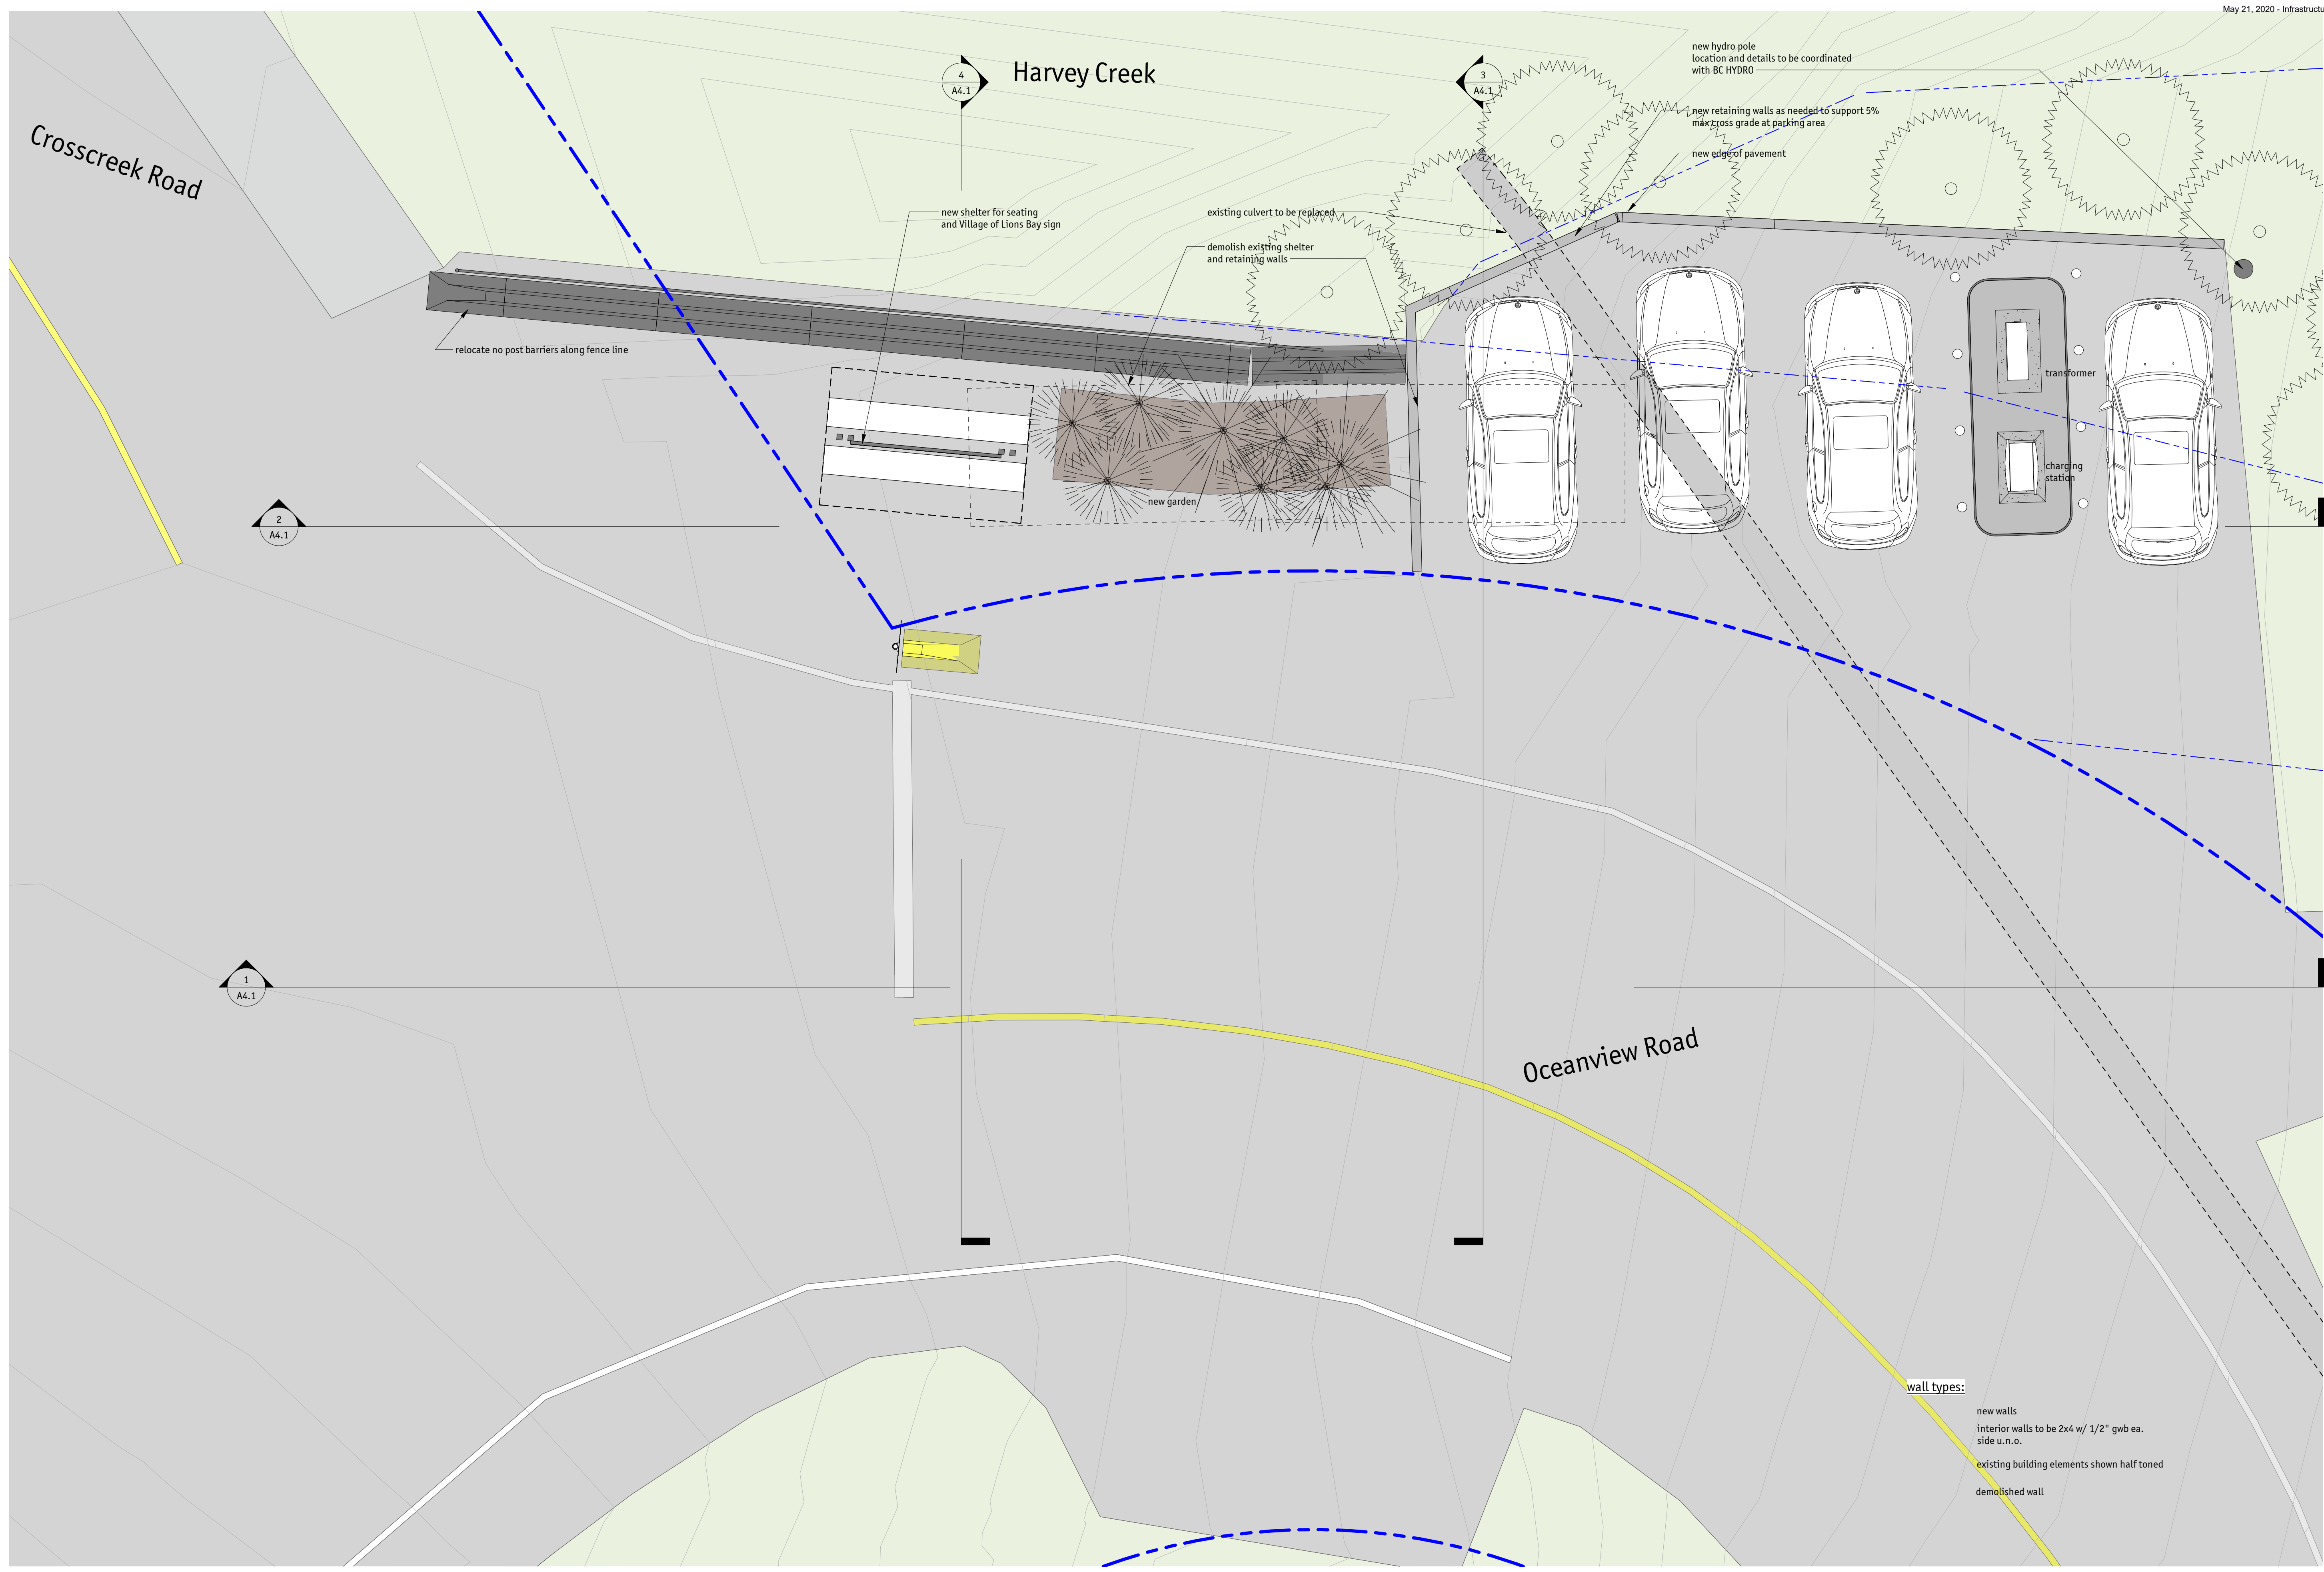 May 21, 2020 - Infrastructu
Harvey Creek
4
A4.1
3
A4.1
new hydro pole
location and details to be coordinated
with BC HYDRO
new retaining walls as needed to support 5%
max cross grade at parking area
new edge of pavement
Crosscreek Road
new shelter for seating
and Village of Lions Bay sign
existing culvert to be replaced
demolish existing shelter
and retaining walls
relocate no post barriers along fence line
transformer
charging
station
new garden
2
A4.1
1
A4.1
Oceanview Road
wall types:
new walls
interior walls to be 2x4 w/ 1/2" gwb ea.
side u.n.o.
existing building elements shown half toned
demolished wall